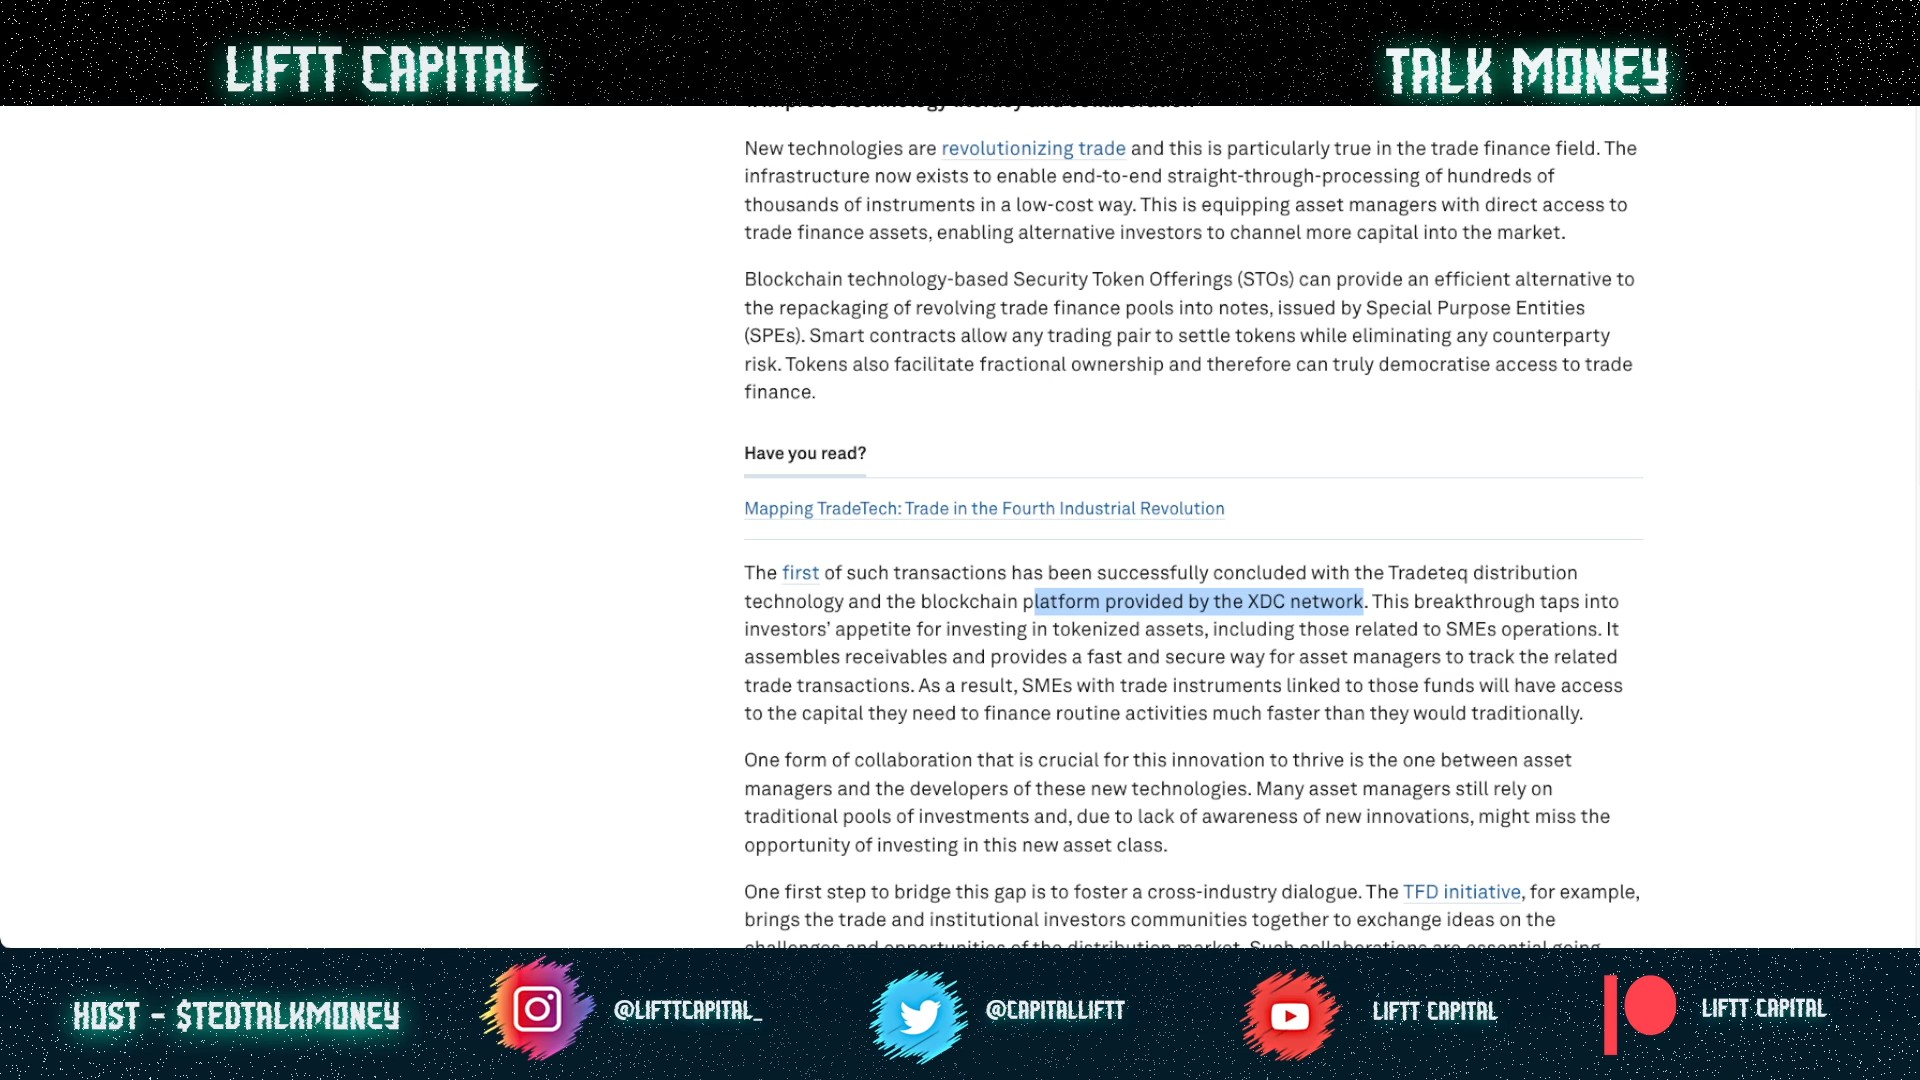 LIFTT CAPITAL
TALK MONEY
New technologies are revolutionizing trade and this is particularly true in the trade finance field. The
infrastructure now exists to enable end-to-end straight-through-processing of hundreds of
thousands of instruments in a low-cost way. This is equipping asset managers with direct access to
trade finance assets, enabling alternative investors to channel more capital into the market.
Blockchain technology-based Security Token Offerings (STOs) can provide an efficient alternative to
the repackaging of revolving trade finance pools into notes, issued by Special Purpose Entities
(SPEs). Smart contracts allow any trading pair to settle tokens while eliminating any counterparty
risk. Tokens also facilitate fractional ownership and therefore can truly democratise access to trade
finance.
Have you read?
Mapping TradeTech: Trade in the Fourth Industrial Revolution
The first of such transactions has been successfully concluded with the Tradeteq distribution
technology and the blockchain platform provided by the XDC network. This breakthrough taps into
investors’ appetite for investing in tokenized assets, including those related to SMEs operations. It
assembles receivables and provides a fast and secure way for asset managers to track the related
trade transactions. As a result, SMEs with trade instruments linked to those funds will have access
to the capital they need to finance routine activities much faster than they would traditionally.
One form of collaboration that is crucial for this innovation to thrive is the one between asset
managers and the developers of these new technologies. Many asset managers still rely on
traditional pools of investments and, due to lack of awareness of new innovations, might miss the
opportunity of investing in this new asset class.
One first step to bridge this gap is to foster a cross-industry dialogue. The TFD initiative, for example,
brings the trade and institutional investors communities together to exchange ideas on the
challenges and opportunities of the distribution market. Such collaborations are essential going
HOST - $TEDTALKMONEY
@LIFTTCAPITAL_
@CAPITALLIFTT
LIFTT CAPITAL
LIFTT CAPITAL